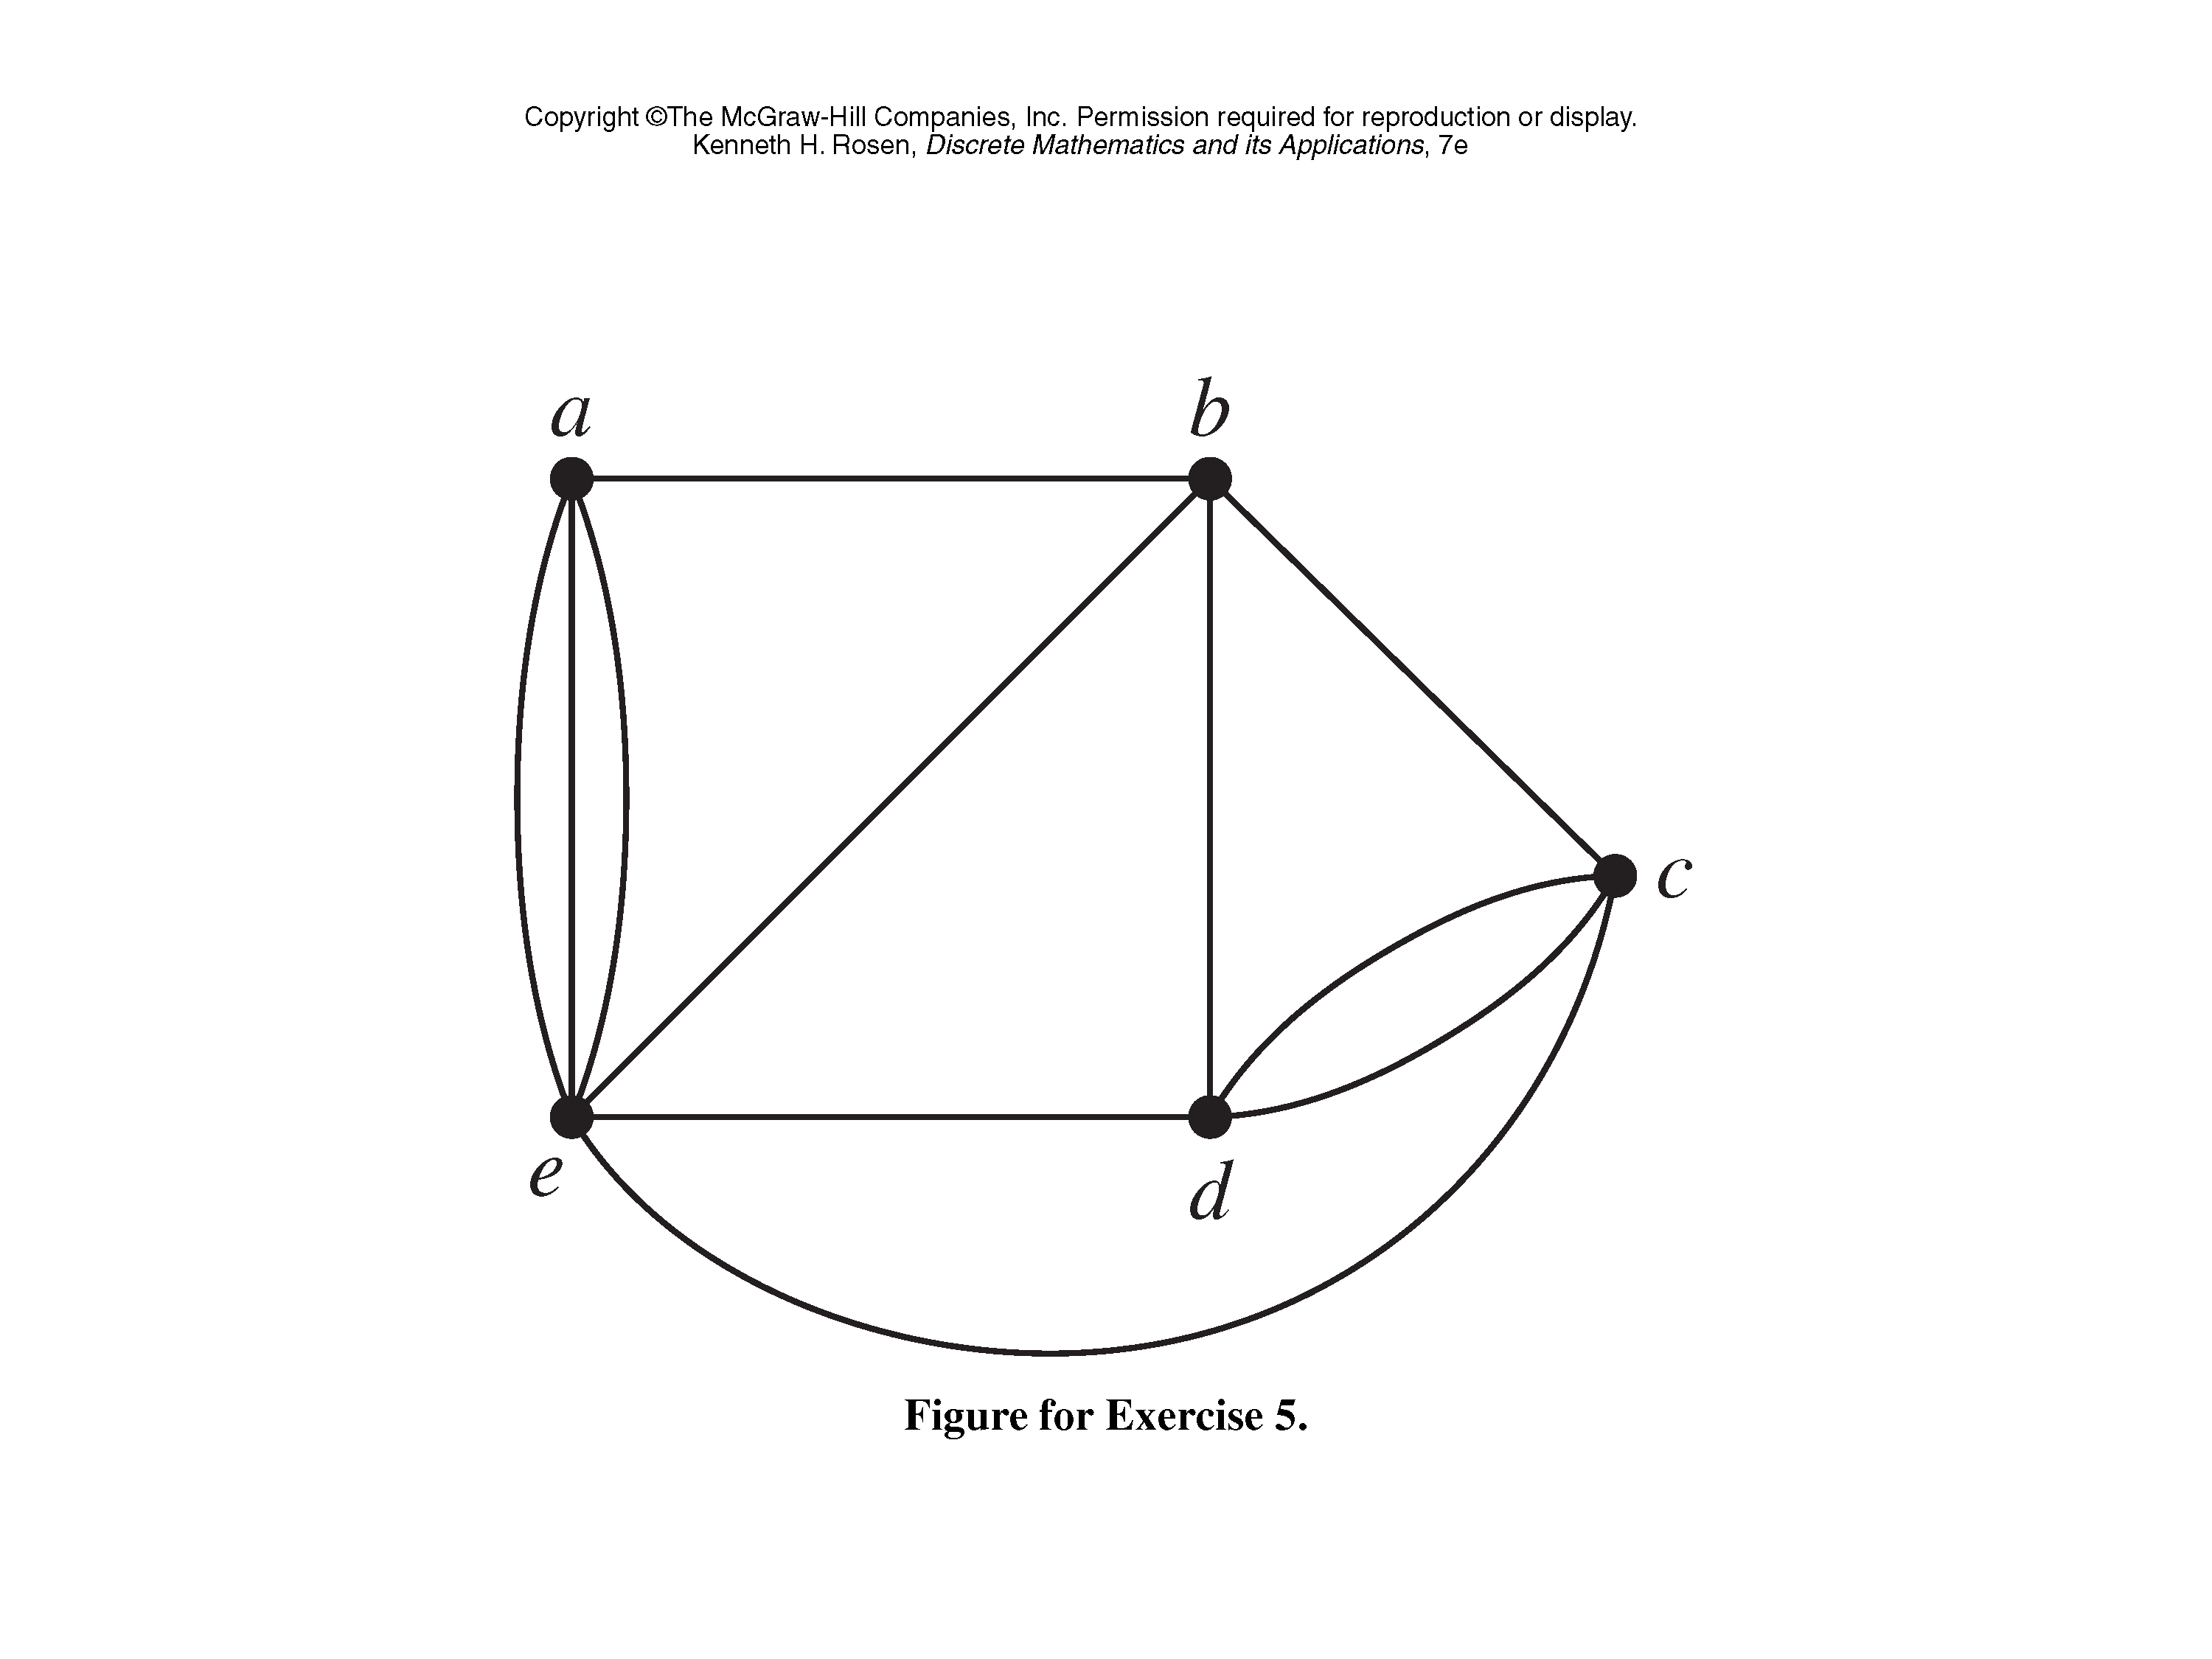 Copyright ©The McGraw-Hill Companies, Inc. Permission required for reproduction or display.
Kenneth H. Rosen, Discrete Mathematics and its Applications, 7e
a
b
c
e
d
Figure for Exercise 5.